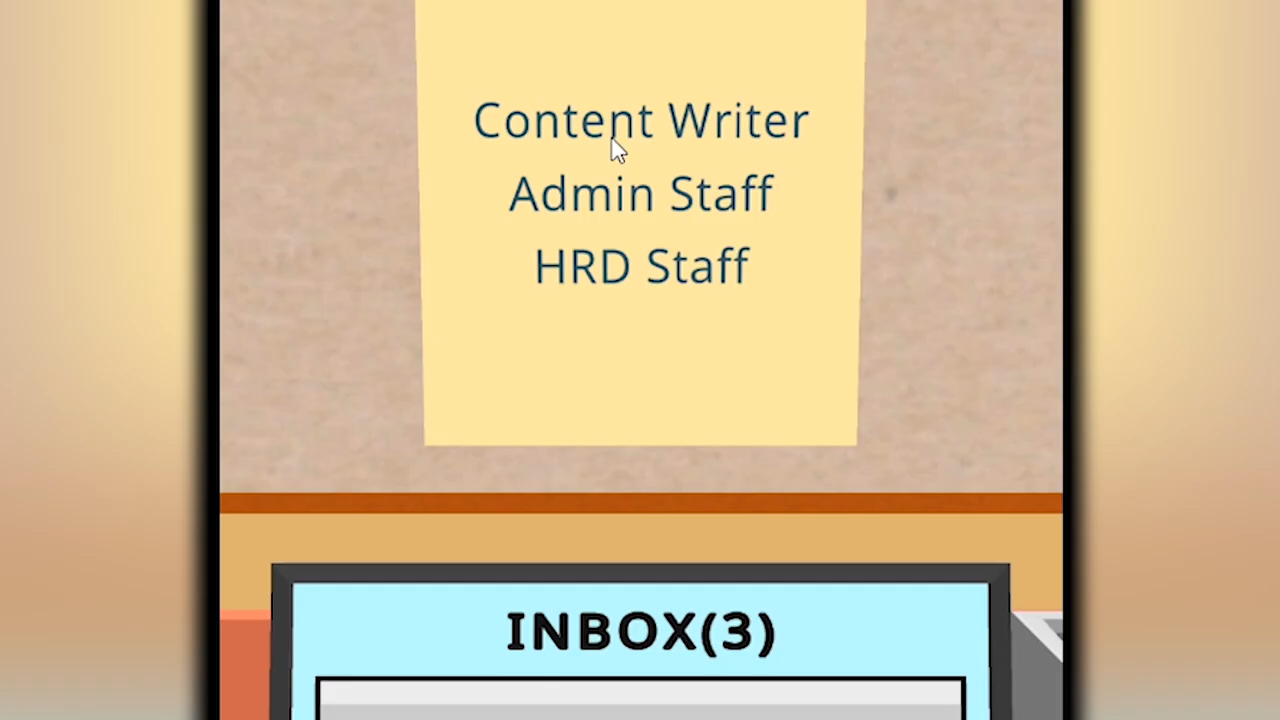 Content Writer
Admin Staff
HRD Staff
INBOX(3)